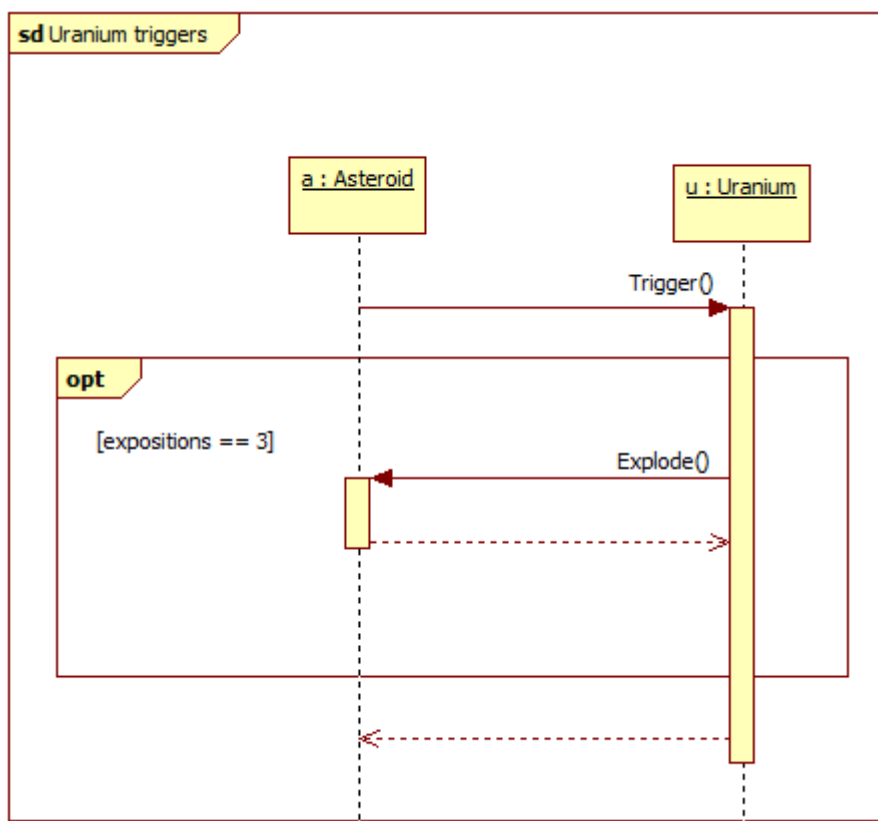 sd Uranium triggers
a : Asteroid
u : Uranium
Trigger()
opt
[expositions == 3]
Explode()